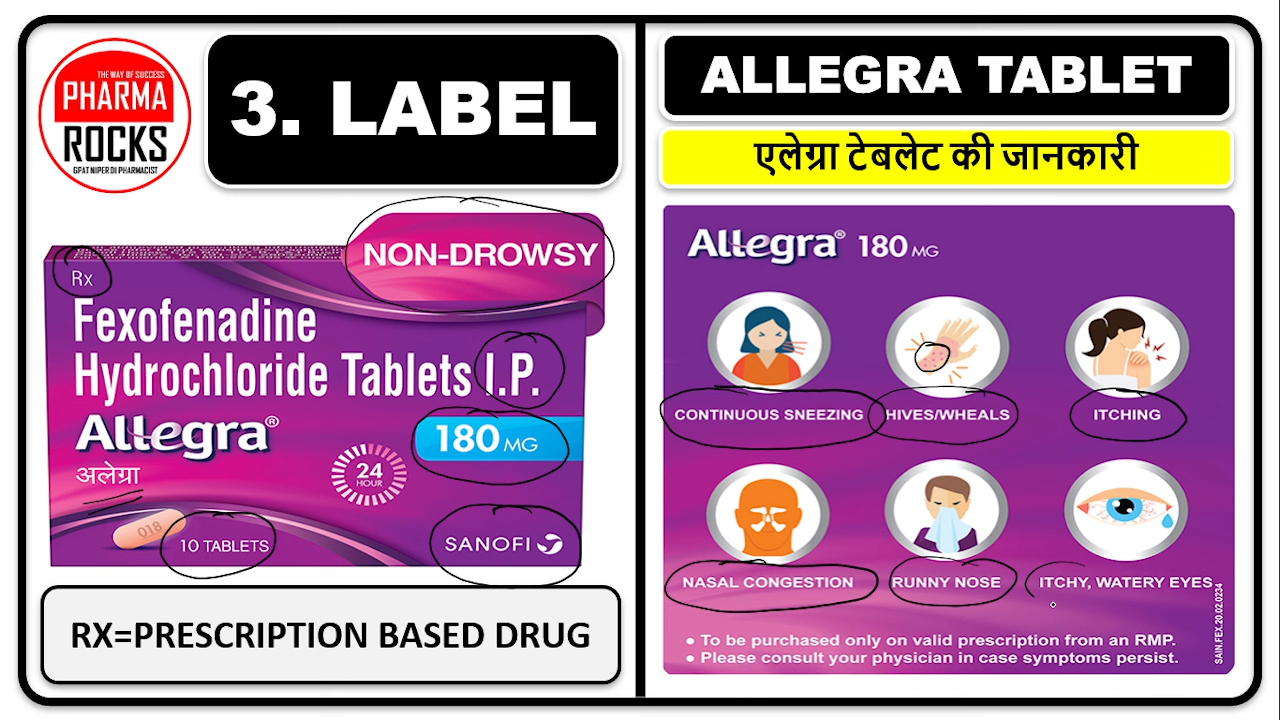 THE WAY OF SUCCESS
PHARMA
ROCKS
GPAT NIPER DI PHARMACIST
3. LABEL
NON-DROWSY
Rx
Fexofenadine
Hydrochloride Tablets I.P.
Allegra®
180 MG
अलेग्रा
24
HOUR
018
10 TABLETS
SANOFI
RX=PRESCRIPTION BASED DRUG
ALLEGRA TABLET
एलेग्रा टेबलेट की जानकारी
Allegra® 180 MG
CONTINUOUS SNEEZING
HIVES/WHEALS
ITCHING
NASAL CONGESTION
RUNNY NOSE
ITCHY, WATERY EYES
• To be purchased only on valid prescription from an RMP.
• Please consult your physician in case symptoms persist.
SAIN.FEX.20.02.0234